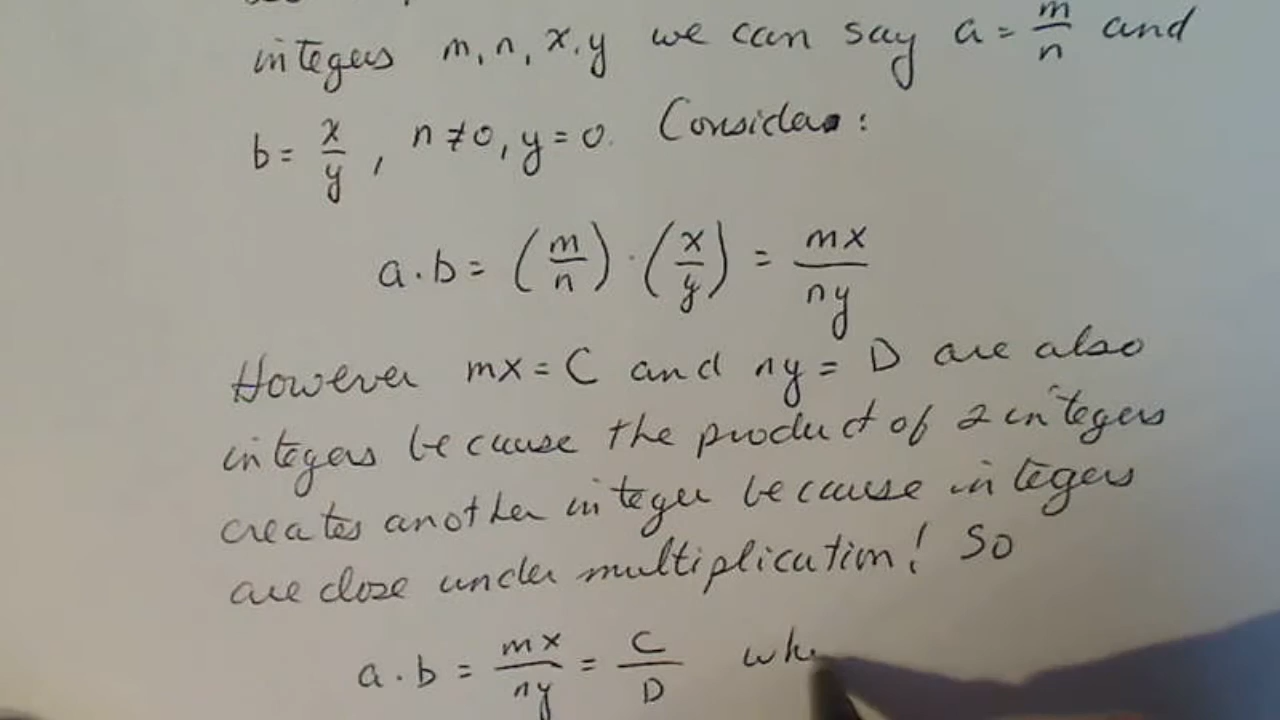 integers m, n, x, y we can say a = m/n and
b = x/y , n ≠ 0, y = 0. Consider :
a · b = (m/n) · (x/y) = mx/ny
However mx = C and ny = D are also
integers because the product of 2 integers
creates another integer because integers
are close under multiplication! So
a · b = mx/ny = C/D whe